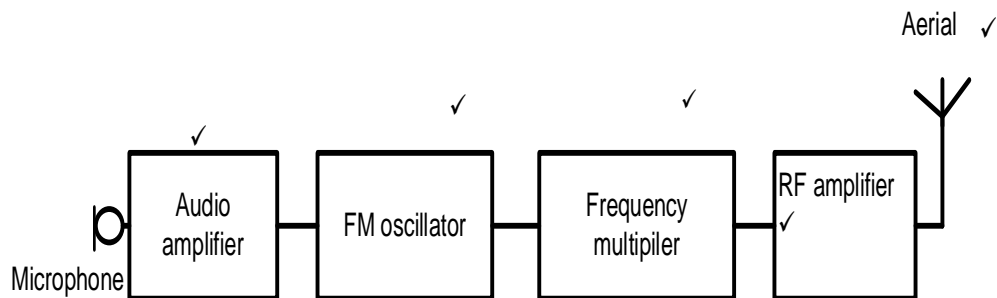 Aerial ✓
✓
✓
✓
Audio
amplifier
FM oscillator
Frequency
multipiler
RF amplifier
✓
Microphone